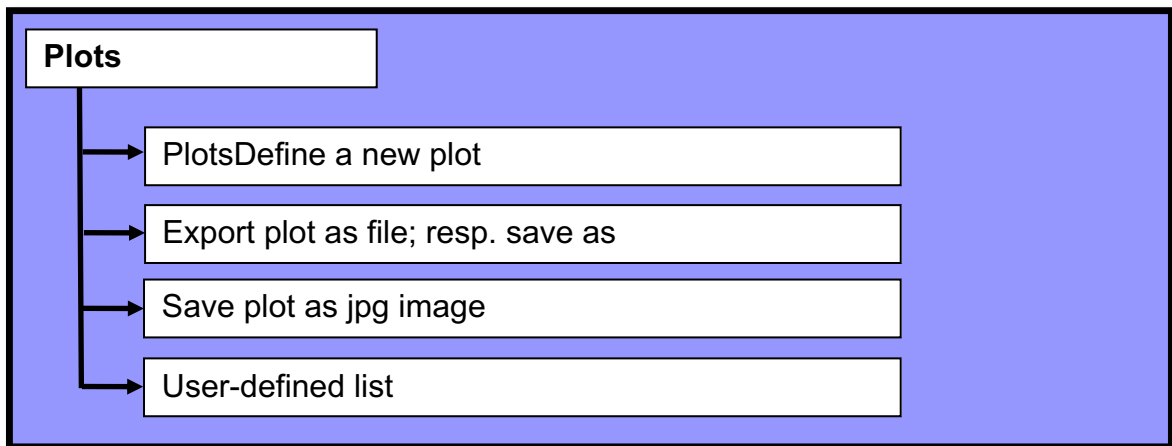 Plots
PlotsDefine a new plot
Export plot as file; resp. save as
Save plot as jpg image
User-defined list